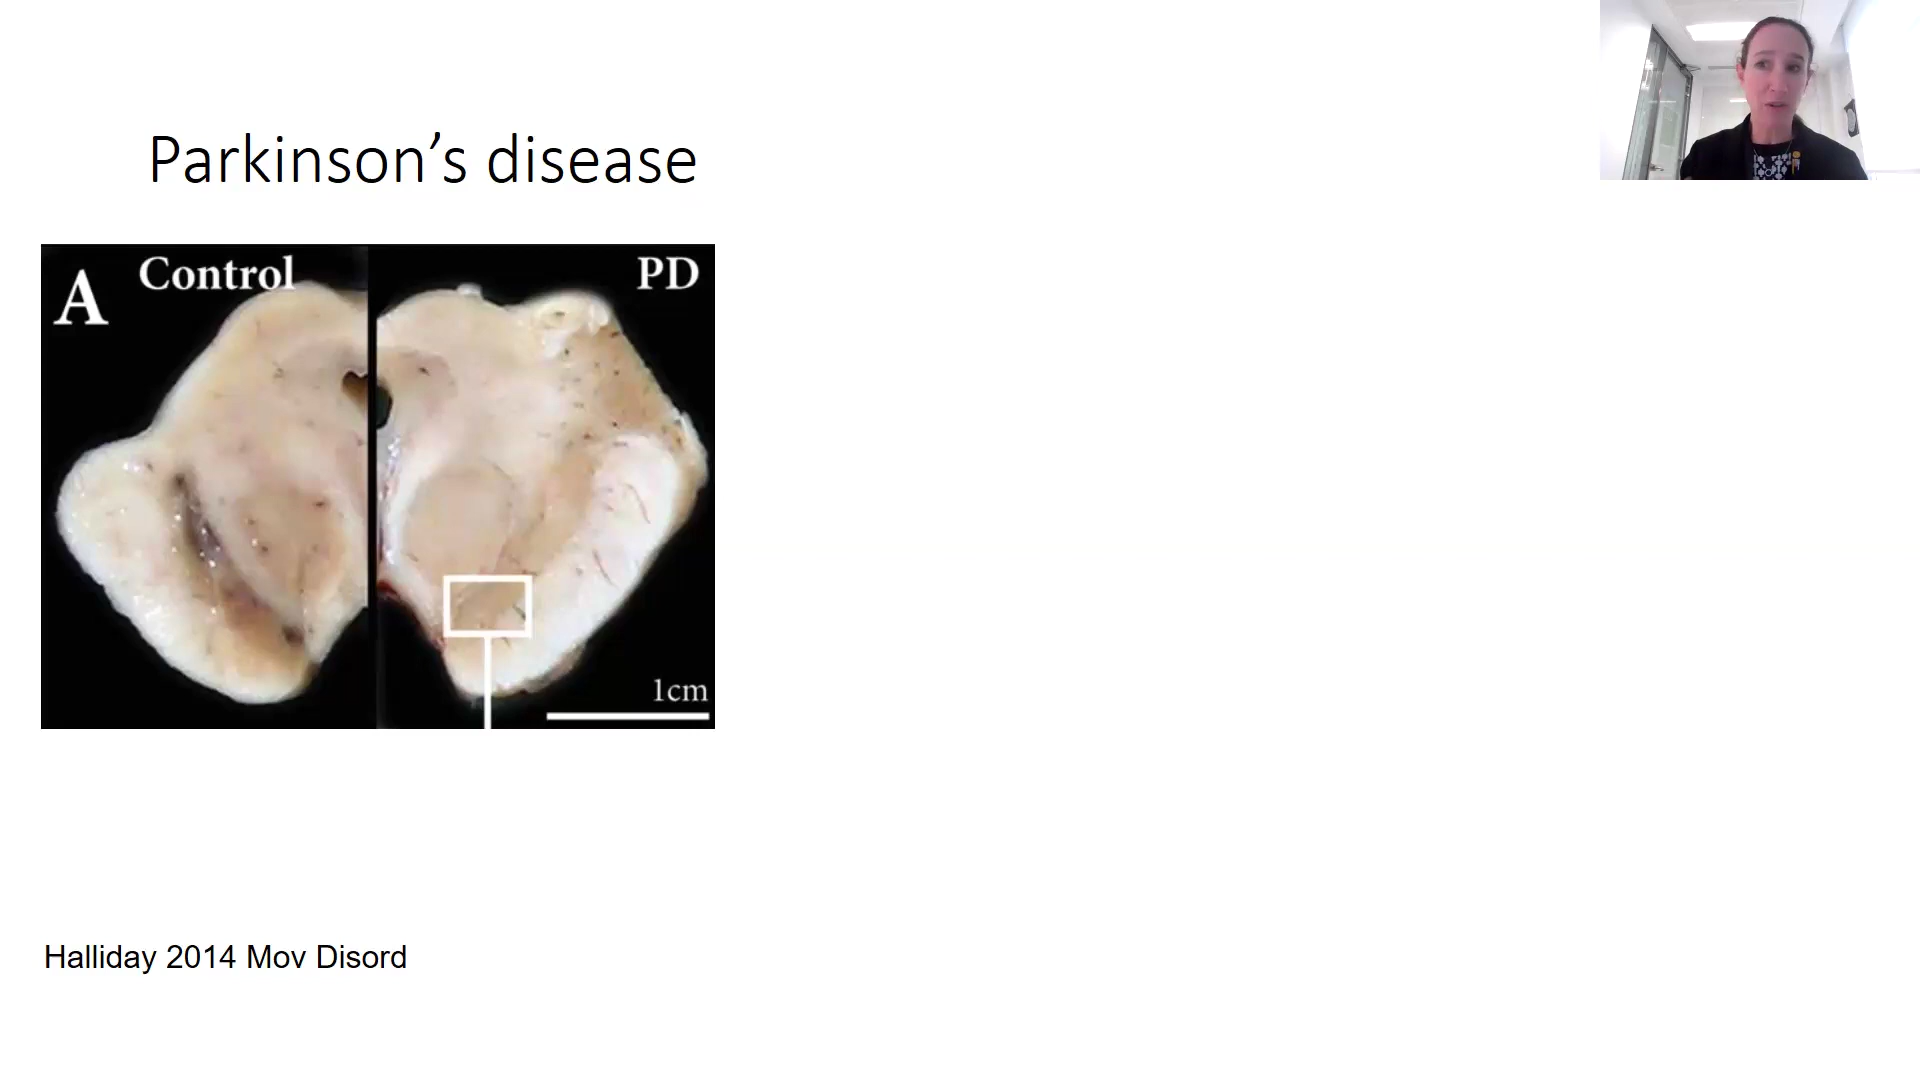 Parkinson’s disease
A
Control
PD
1cm
Halliday 2014 Mov Disord